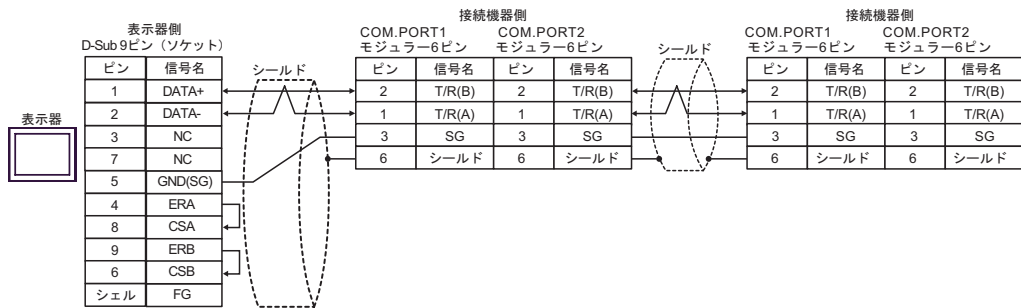 表示器側
D-Sub 9ピン（ソケット）
ピン 信号名
1 DATA+
2 DATA-
3 NC
7 NC
5 GND(SG)
4 ERA
8 CSA
9 ERB
6 CSB
シェル FG
表示器
シールド
接続機器側
COM.PORT1 COM.PORT2
モジュラー6ピン モジュラー6ピン
ピン 信号名 ピン 信号名
2 T/R(B) 2 T/R(B)
1 T/R(A) 1 T/R(A)
3 SG 3 SG
6 シールド 6 シールド
シールド
接続機器側
COM.PORT1 COM.PORT2
モジュラー6ピン モジュラー6ピン
ピン 信号名 ピン 信号名
2 T/R(B) 2 T/R(B)
1 T/R(A) 1 T/R(A)
3 SG 3 SG
6 シールド 6 シールド